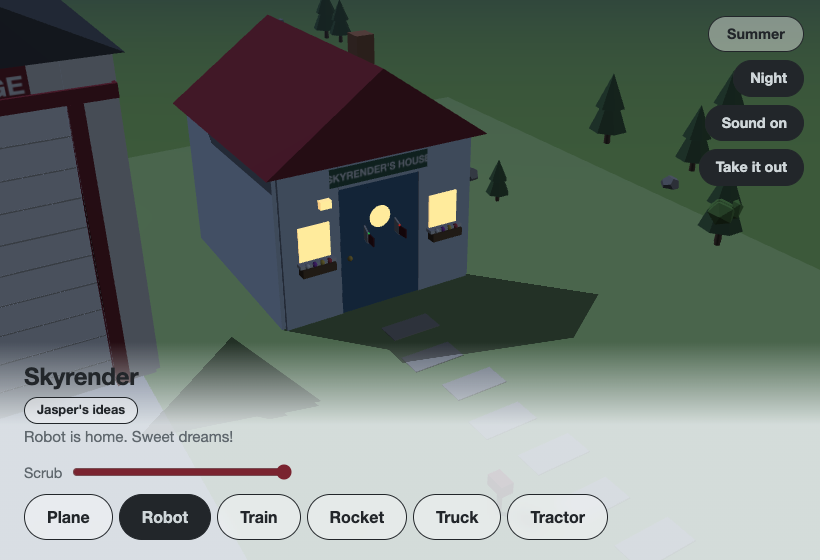 Summer
Night
Sound on
Take it out
GE
SKYRENDER'S HOUSE
Skyrender
Jasper's ideas
Robot is home. Sweet dreams!
Scrub
Plane
Robot
Train
Rocket
Truck
Tractor